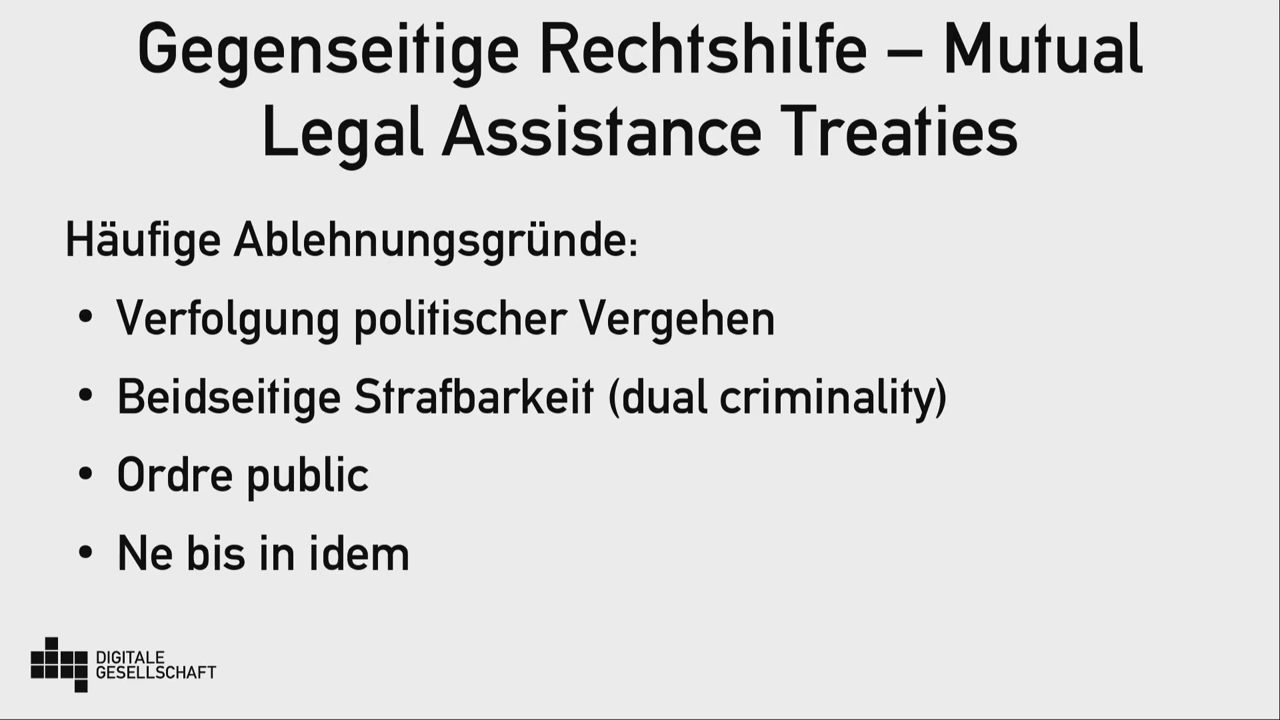 Gegenseitige Rechtshilfe – Mutual
Legal Assistance Treaties
Häufige Ablehnungsgründe:
• Verfolgung politischer Vergehen
• Beidseitige Strafbarkeit (dual criminality)
• Ordre public
• Ne bis in idem
DIGITALE
GESELLSCHAFT